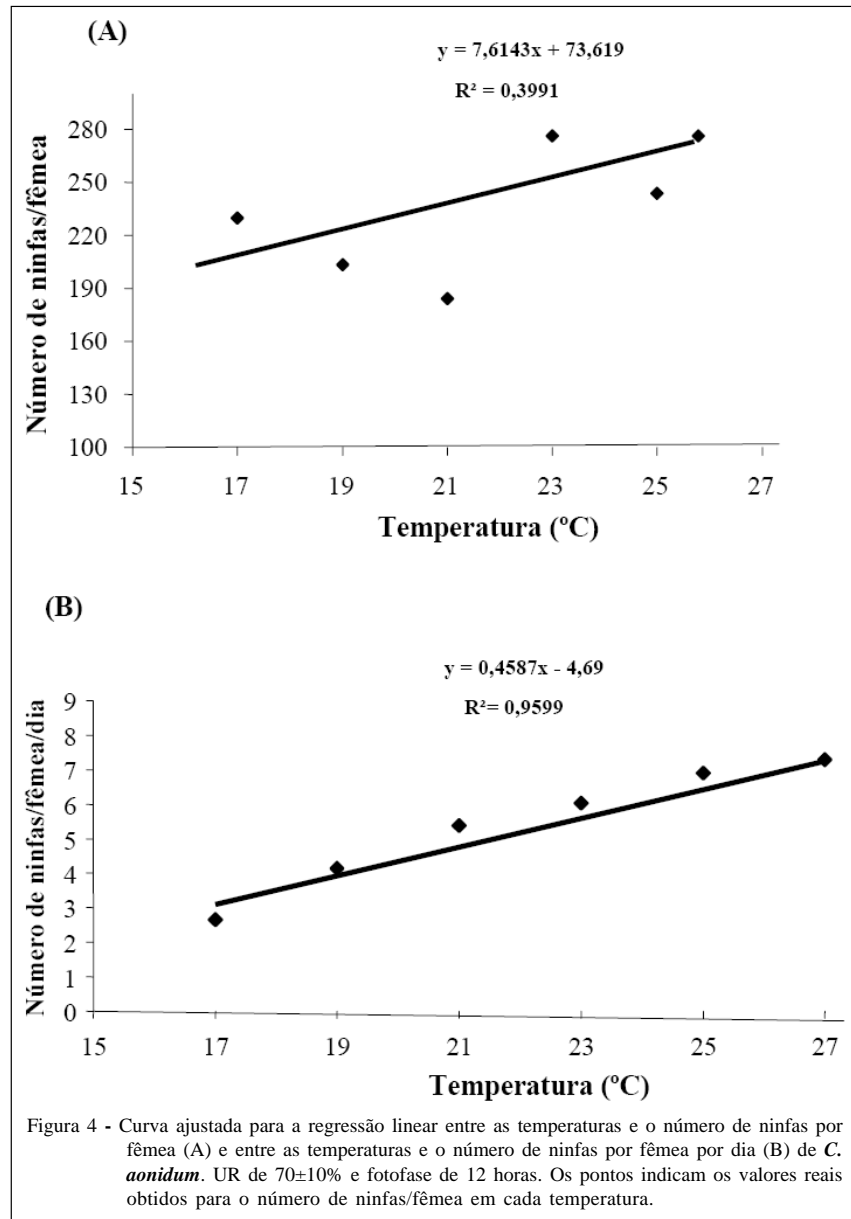 (A)
y = 7,6143x + 73,619
R² = 0,3991
Número de ninfas/fêmea
280
250
220
190
160
130
100
15 17 19 21 23 25 27
Temperatura (ºC)
(B)
y = 0,4587x - 4,69
R²= 0,9599
Número de ninfas/fêmea/dia
9
8
7
6
5
4
3
2
1
0
15 17 19 21 23 25 27
Temperatura (ºC)
Figura 4 - Curva ajustada para a regressão linear entre as temperaturas e o número de ninfas por
fêmea (A) e entre as temperaturas e o número de ninfas por fêmea por dia (B) de C.
aonidum. UR de 70±10% e fotofase de 12 horas. Os pontos indicam os valores reais
obtidos para o número de ninfas/fêmea em cada temperatura.